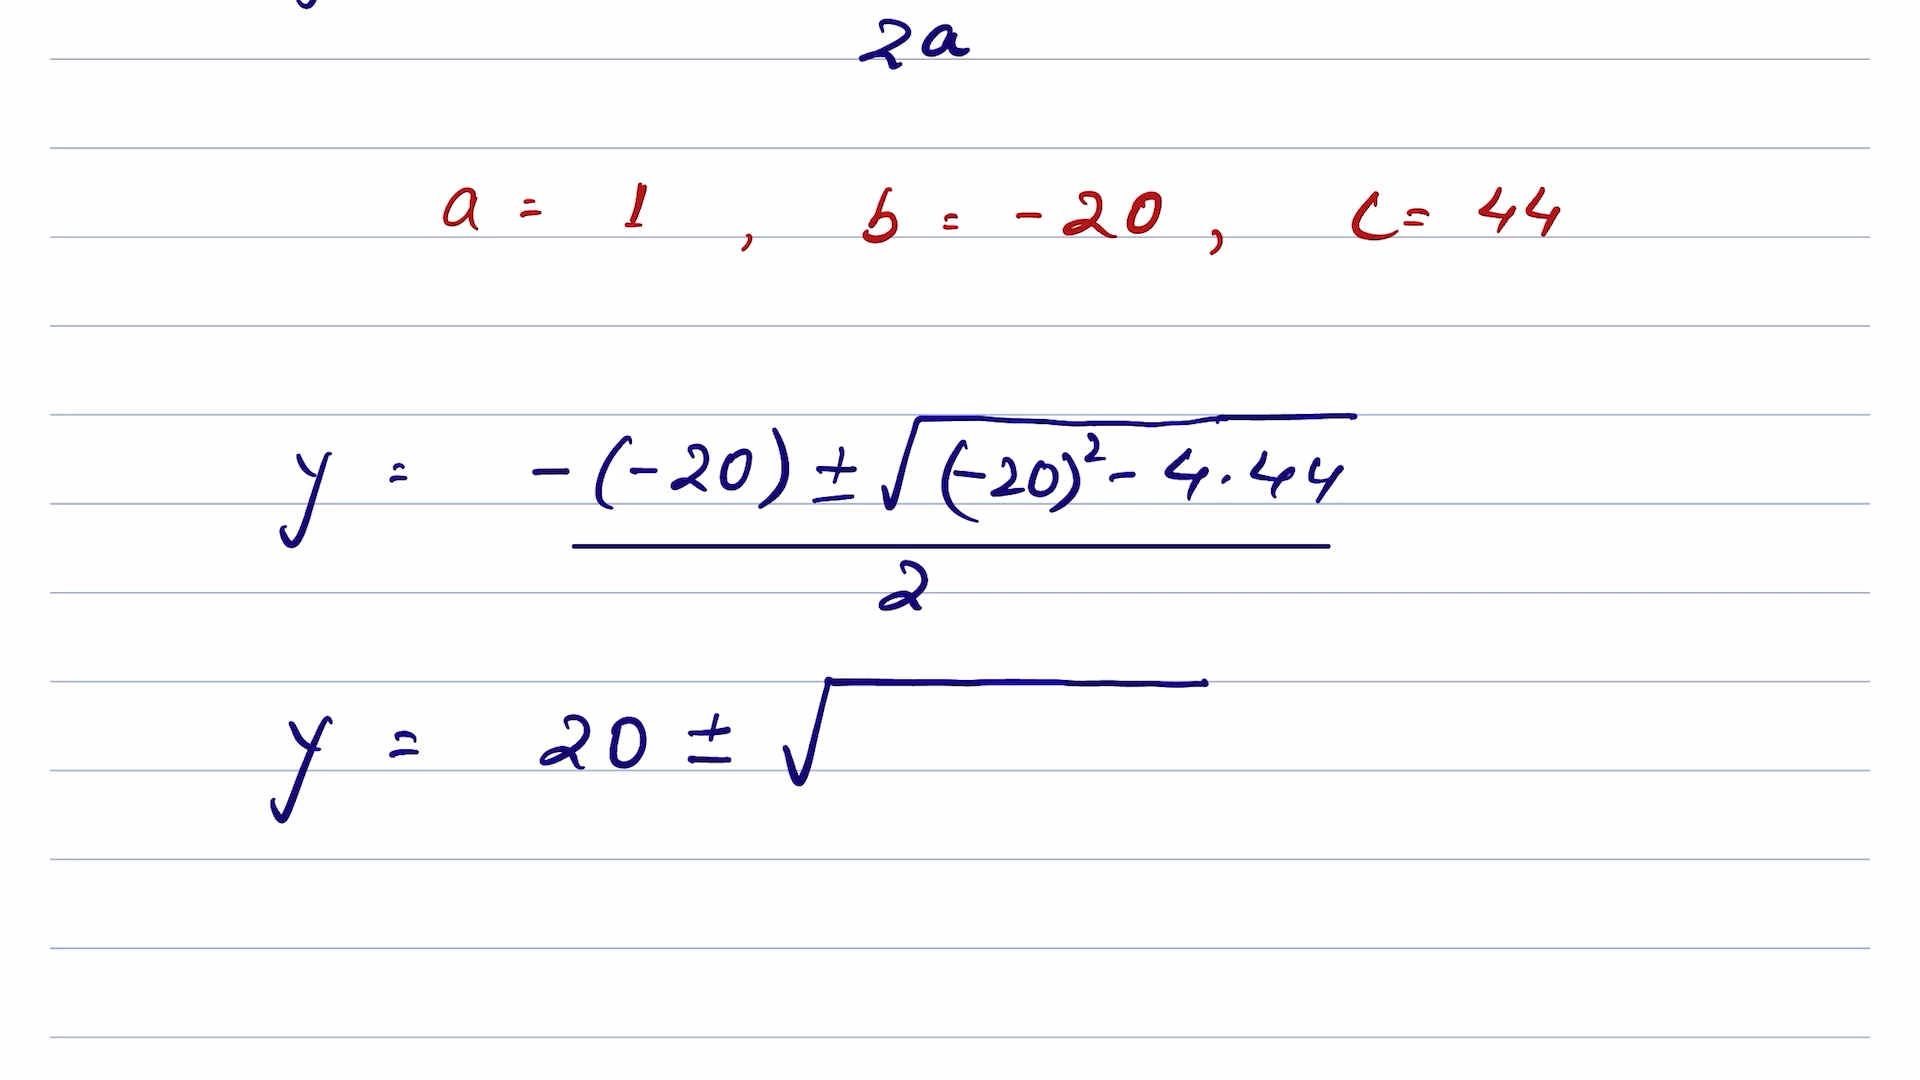 2a
a = 1 , b = -20 , c = 44
y = -(-20) ± √(-20)² - 4.44
2
y = 20 ± √